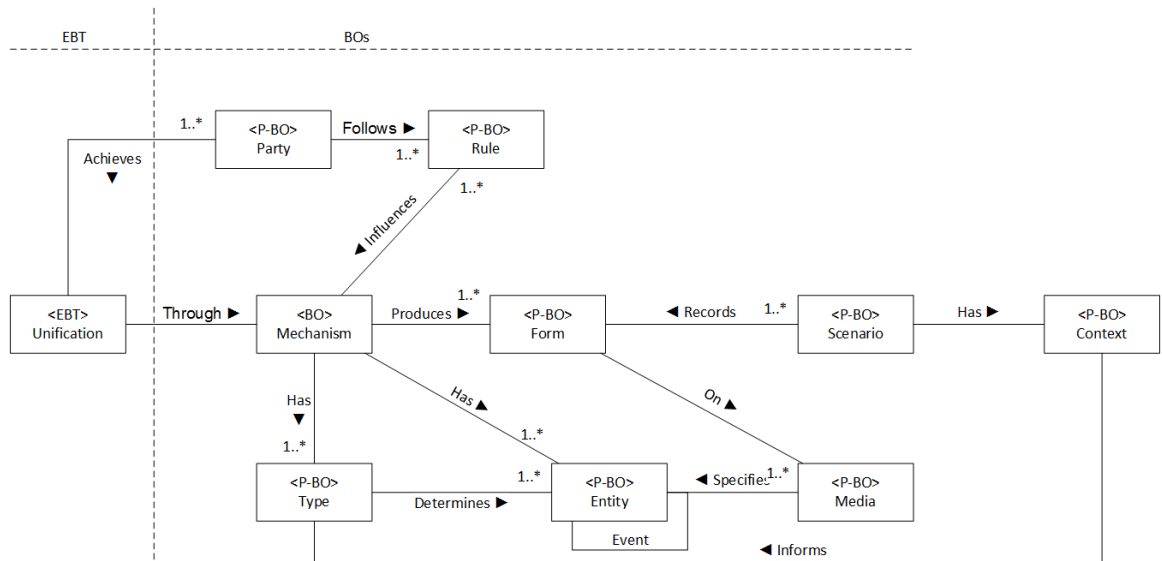 EBT
BOs
1..*
<P-BO>
Party
Follows ►
1..*
<P-BO>
Rule
1..*
Achieves
▼
◄ Influences
<EBT>
Unification
Through ►
<BO>
Mechanism
Produces ►
1..*
<P-BO>
Form
◄ Records
1..*
<P-BO>
Scenario
Has ►
<P-BO>
Context
Has
▼
1..*
Has ►
1..*
On ►
<P-BO>
Type
Determines ►
1..*
<P-BO>
Entity
◄ Specifies
1..*
<P-BO>
Media
Event
◄ Informs